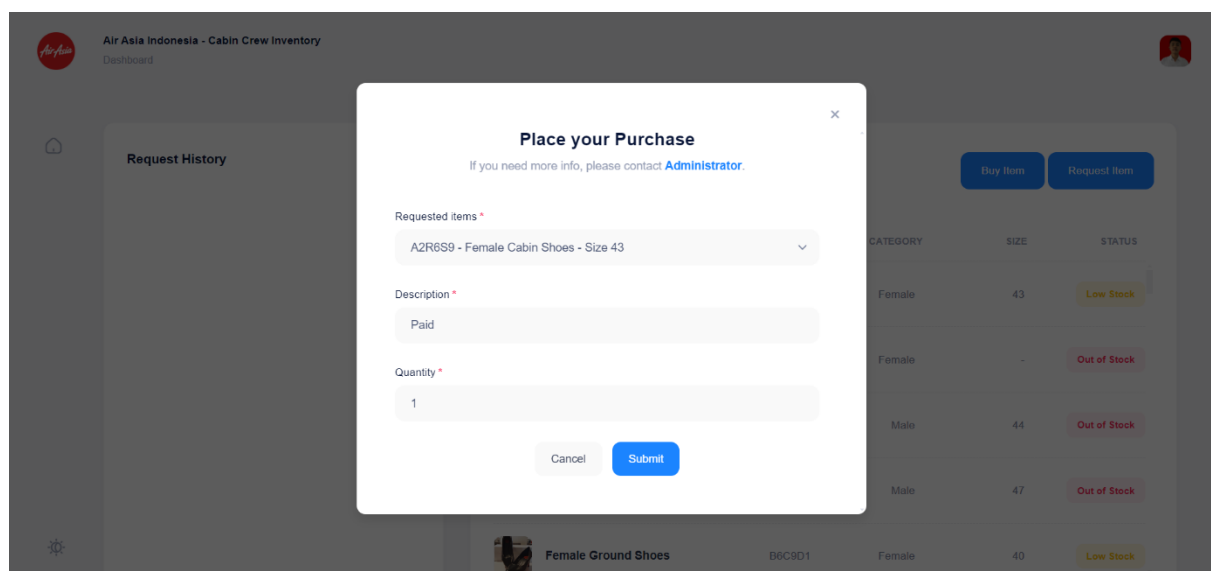 AirAsia
Air Asia Indonesia - Cabin Crew Inventory
Dashboard
Place your Purchase
If you need more info, please contact Administrator.
Request History
Buy Item
Request Item
Requested items *
A2R6S9 - Female Cabin Shoes - Size 43
CATEGORY SIZE STATUS
Description *
Female 43 Low Stock
Paid
Female - Out of Stock
Quantity *
1
Male 44 Out of Stock
Cancel
Submit
Male 47 Out of Stock
Female Ground Shoes B6C9D1 Female 40 Low Stock